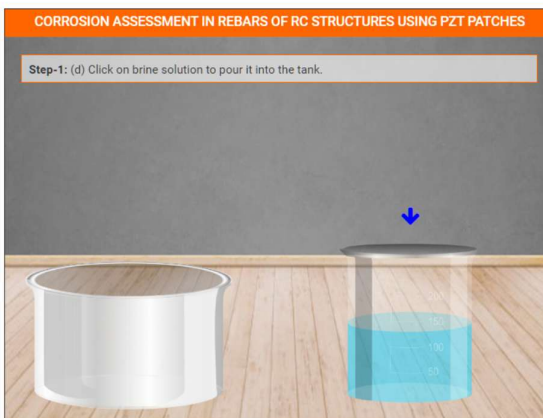 CORROSION ASSESSMENT IN REBARS OF RC STRUCTURES USING PZT PATCHES
Step-1: (d) Click on brine solution to pour it into the tank.
150
100
50